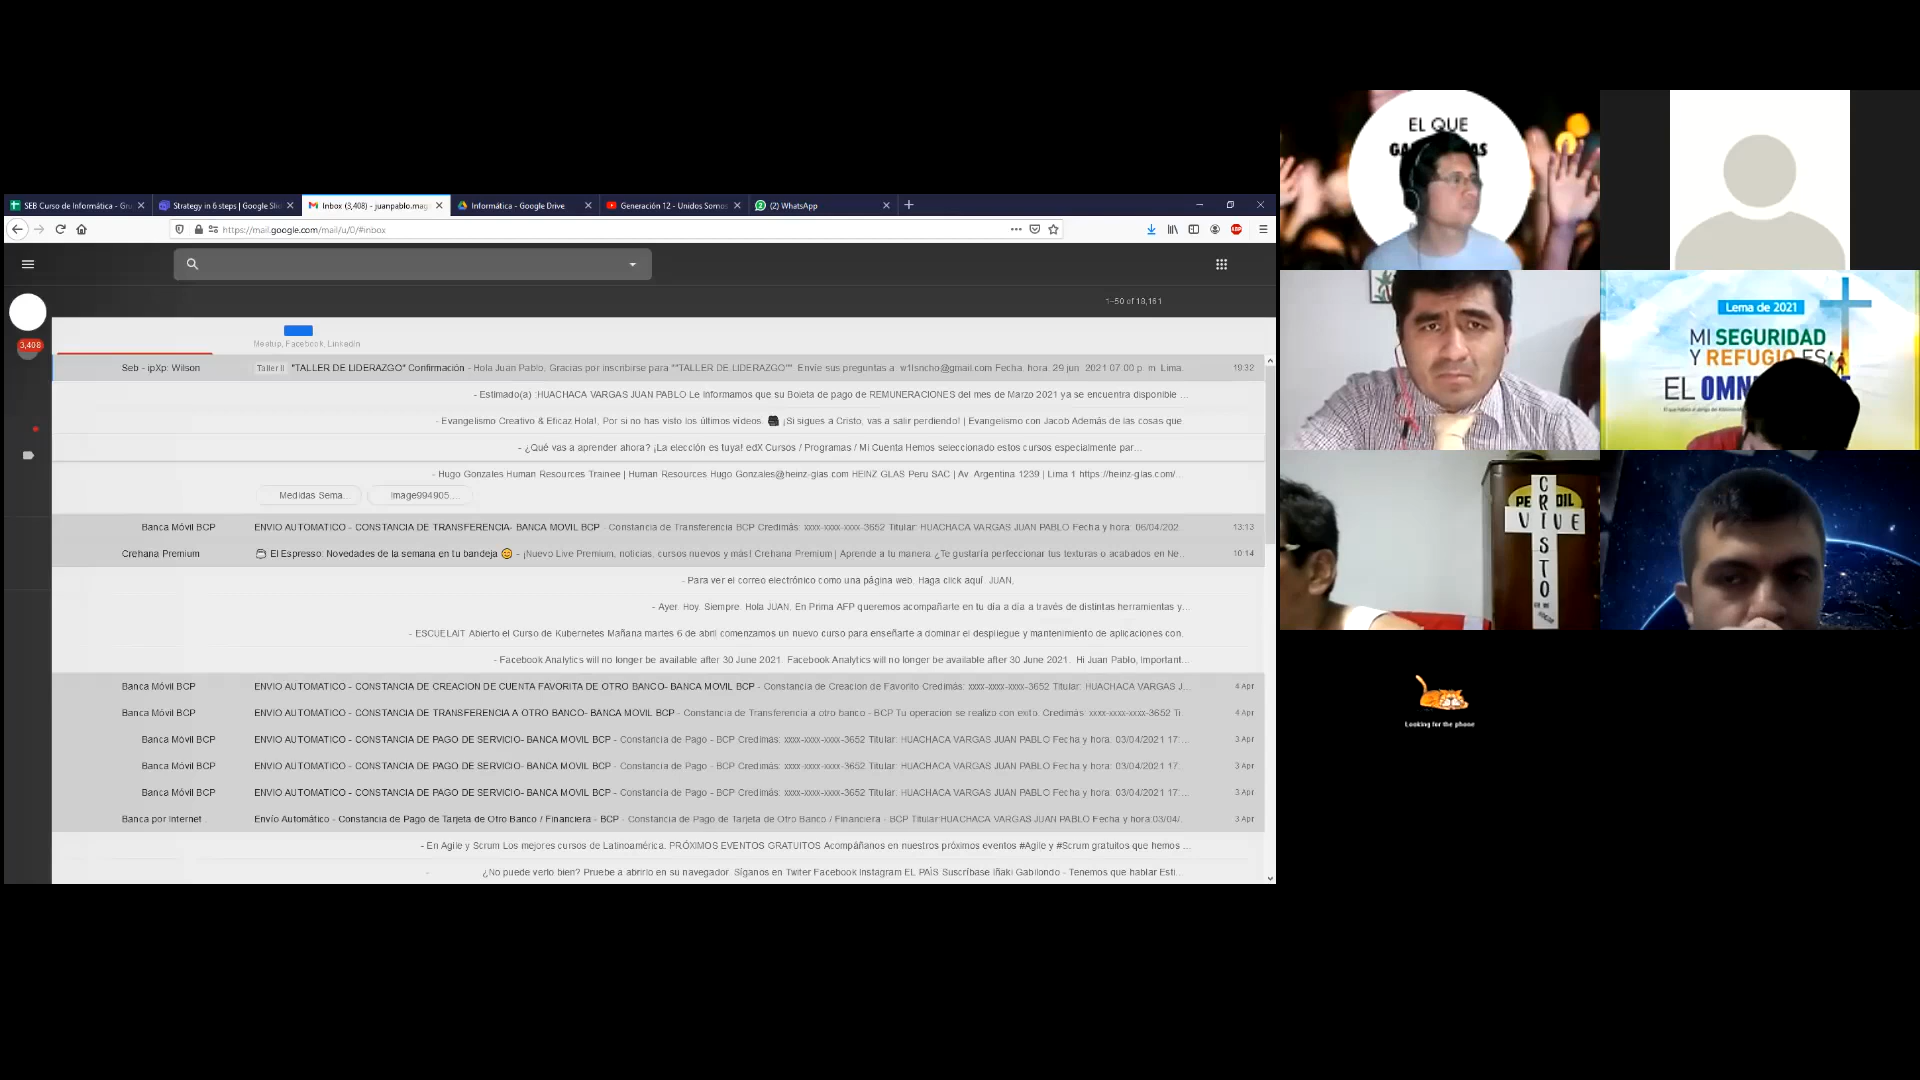 SEB Curso de Informática - Gru
Strategy in 6 steps | Google Sli
Inbox (3,408) - juanpablo.mag
Informática - Google Drive
Generación 12 - Unidos Somos
(2) WhatsApp
https://mail.google.com/mail/u/0/#inbox
1–50 of
3,408
Meetup, Facebook, LinkedIn
Seb - ipXp: Wilson Taller II *TALLER DE LIDERAZGO* Confirmación - Hola Juan Pablo, Gracias por inscribirse para **TALLER DE LIDERAZGO**. Envíe sus preguntas a w1lsncho@gmail.com Fecha, hora. 29 jun. 2021 07:00 p. m. Lima. 19:32
- Estimado(a) :HUACHACA VARGAS JUAN PABLO Le informamos que su Boleta de pago de REMUNERACIONES del mes de Marzo 2021 ya se encuentra disponible ...
- Evangelismo Creativo & Eficaz Hola!, Por si no has visto los últimos vídeos. ¡Si sigues a Cristo, vas a salir perdiendo! | Evangelismo con Jacob Además de las cosas que
- ¿Qué vas a aprender ahora? ¡La elección es tuya! edX Cursos / Programas / Mi Cuenta Hemos seleccionado estos cursos especialmente par...
- Hugo Gonzales Human Resources Trainee | Human Resources Hugo Gonzales@heinz-glas.com HEINZ GLAS Peru SAC | Av. Argentina 1239 | Lima 1 https://heinz-glas.com/...
Medidas Sema... Image994905....
Banca Móvil BCP ENVIO AUTOMATICO - CONSTANCIA DE TRANSFERENCIA- BANCA MOVIL BCP - Constancia de Transferencia BCP Credimás: xxxx-xxxx-xxxx-3652 Titular: HUACHACA VARGAS JUAN PABLO Fecha y hora: 06/04/202... 13:13
Crehana Premium El Espresso: Novedades de la semana en tu bandeja 😊 - ¡Nuevo Live Premium, noticias, cursos nuevos y más! Crehana Premium | Aprende a tu manera ¿Te gustaría perfeccionar tus texturas o acabados en Ne... 10:14
- Para ver el correo electrónico como una página web. Haga click aquí. JUAN,
- Ayer. Hoy. Siempre. Hola JUAN, En Prima AFP queremos acompañarte en tu día a día a través de distintas herramientas y...
- ESCUELAIT Abierto el Curso de Kubernetes Mañana martes 6 de abril comenzamos un nuevo curso para enseñarte a dominar el despliegue y mantenimiento de aplicaciones con.
- Facebook Analytics will no longer be available after 30 June 2021. Facebook Analytics will no longer be available after 30 June 2021. Hi Juan Pablo, Important...
Banca Móvil BCP ENVIO AUTOMATICO - CONSTANCIA DE CREACION DE CUENTA FAVORITA DE OTRO BANCO- BANCA MOVIL BCP - Constancia de Creacion de Favorito Credimás: xxxx-xxxx-xxxx-3652 Titular: HUACHACA VARGAS J... 4 Apr
Banca Móvil BCP ENVIO AUTOMATICO - CONSTANCIA DE TRANSFERENCIA A OTRO BANCO- BANCA MOVIL BCP - Constancia de Transferencia a otro banco - BCP Tu operacion se realizo con exito. Credimás: xxxx-xxxx-xxxx-3652 Ti 4 Apr
Banca Móvil BCP ENVIO AUTOMATICO - CONSTANCIA DE PAGO DE SERVICIO- BANCA MOVIL BCP - Constancia de Pago - BCP Credimás: xxxx-xxxx-xxxx-3652 Titular: HUACHACA VARGAS JUAN PABLO Fecha y hora: 03/04/2021 17:... 3 Apr
Banca Móvil BCP ENVIO AUTOMATICO - CONSTANCIA DE PAGO DE SERVICIO- BANCA MOVIL BCP - Constancia de Pago - BCP Credimás: xxxx-xxxx-xxxx-3652 Titular: HUACHACA VARGAS JUAN PABLO Fecha y hora: 03/04/2021 17:... 3 Apr
Banca Móvil BCP ENVIO AUTOMATICO - CONSTANCIA DE PAGO DE SERVICIO- BANCA MOVIL BCP - Constancia de Pago - BCP Credimás: xxxx-xxxx-xxxx-3652 Titular: HUACHACA VARGAS JUAN PABLO Fecha y hora: 03/04/2021 17:... 3 Apr
Banca por Internet . Envío Automático - Constancia de Pago de Tarjeta de Otro Banco / Financiera - BCP - Constancia de Pago de Tarjeta de Otro Banco / Financiera - BCP Titular:HUACHACA VARGAS JUAN PABLO Fecha y hora:03/04/. 3 Apr
- En Agile y Scrum Los mejores cursos de Latinoamérica. PRÓXIMOS EVENTOS GRATUITOS Acompáñanos en nuestros próximos eventos #Agile y #Scrum gratuitos que hemos ...
- ¿No puede verlo bien? Pruebe a abrirlo en su navegador. Síganos en Twiter Facebook Instagram EL PAÍS Suscríbase Iñaki Gabilondo - Tenemos que hablar Esti...
EL QUE
Lema de 2021
MI SEGURIDAD
Y REFUGIO ES
EL
CRISTO
VIVE
Looking for the phone